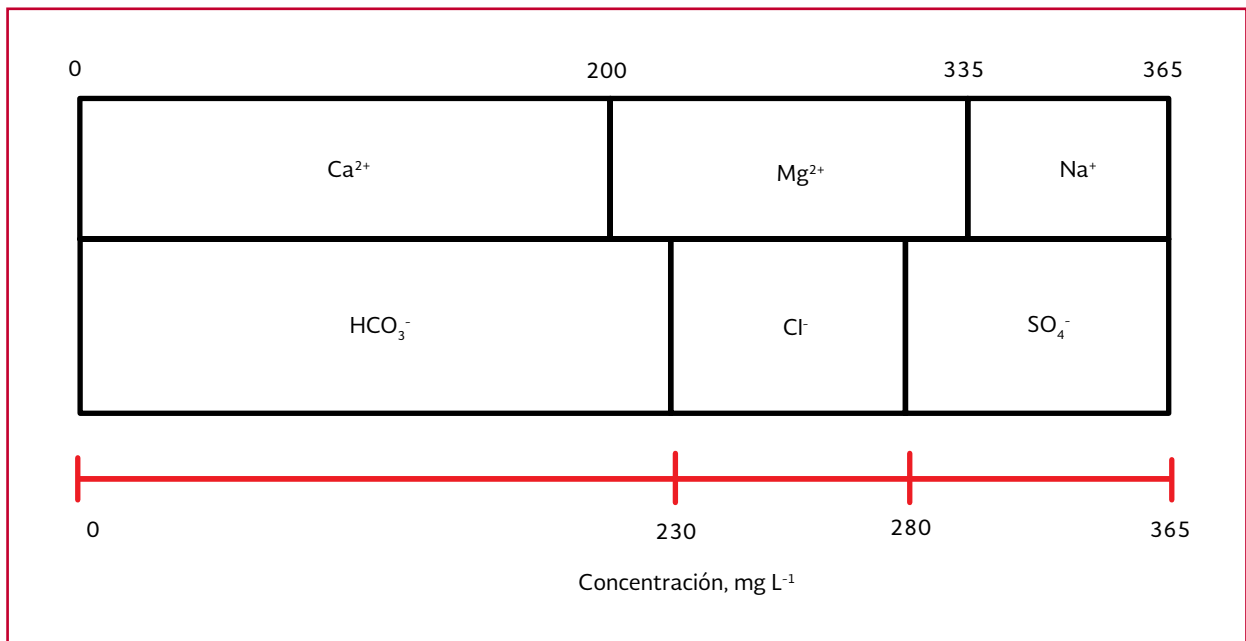 0 200 335 365
Ca²⁺ Mg²⁺ Na⁺
HCO₃⁻ Cl⁻ SO₄⁻
0 230 280 365
Concentración, mg L⁻¹